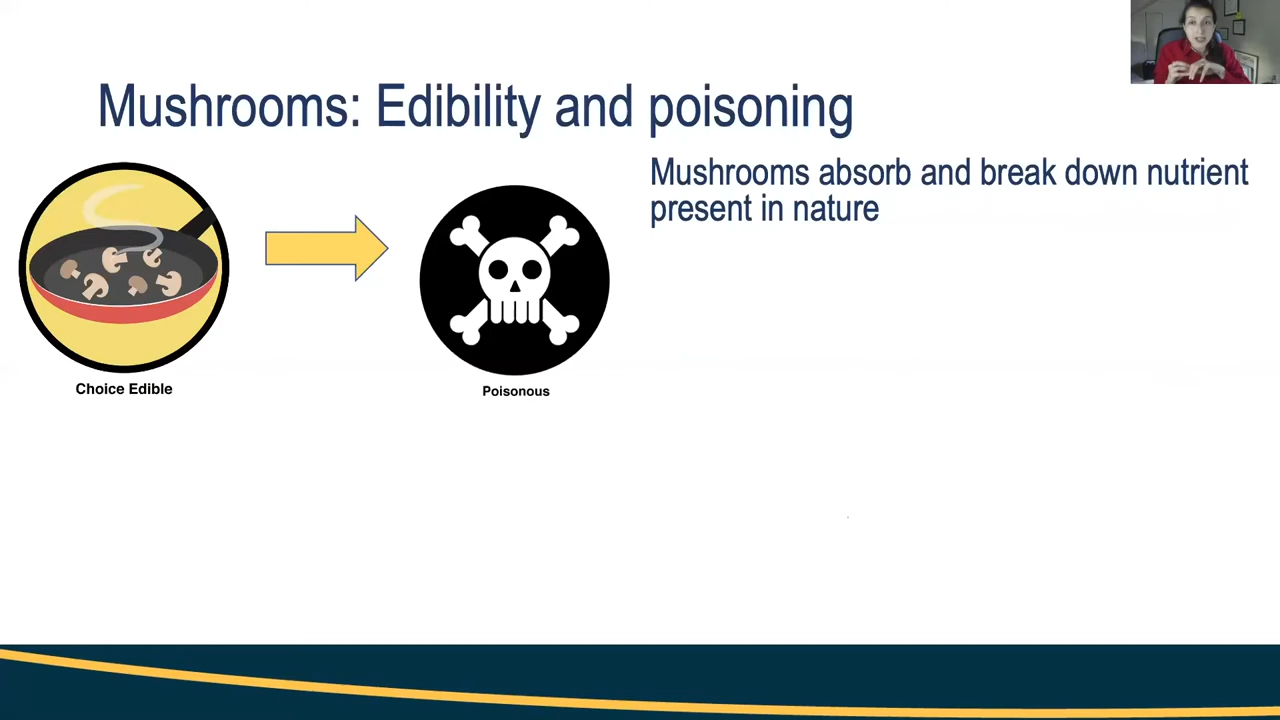 Mushrooms: Edibility and poisoning
Mushrooms absorb and break down nutrient
present in nature
Choice Edible
Poisonous